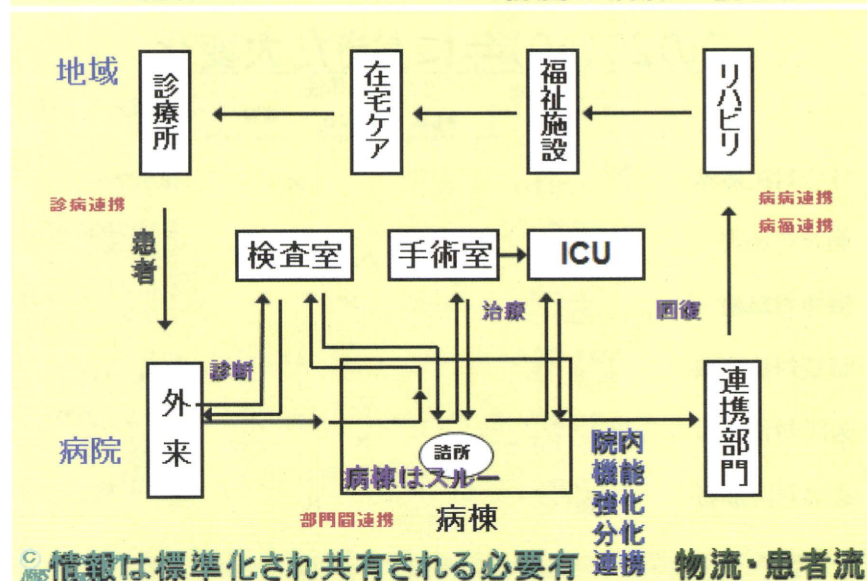 地域
診療所
在宅ケア
福祉施設
リハビリ
診病連携
病病連携
病福連携
患者
検査室
手術室
ICU
治療
回復
診断
外来
連携部門
病院
詰所
病棟はスルー
院内
機能
強化
分化
連携
部門間連携
病棟
情報は標準化され共有される必要有
物流・患者流